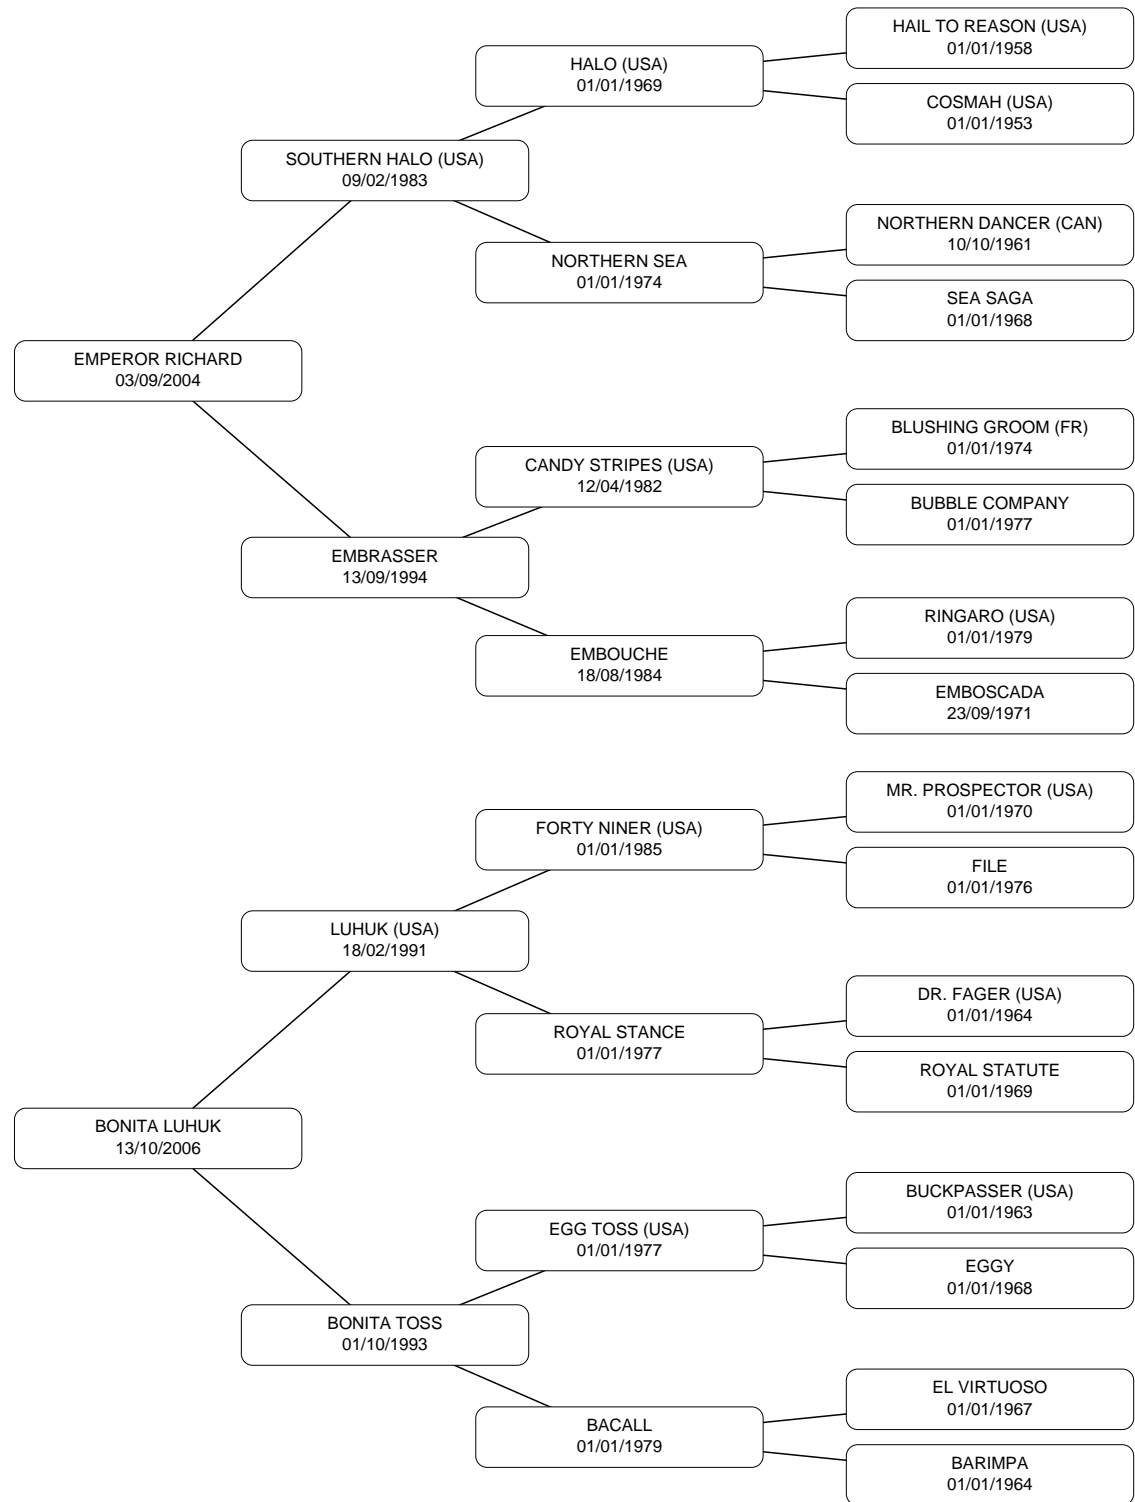 HAIL TO REASON (USA)
01/01/1958
HALO (USA)
01/01/1969
COSMAH (USA)
01/01/1953
SOUTHERN HALO (USA)
09/02/1983
NORTHERN DANCER (CAN)
10/10/1961
NORTHERN SEA
01/01/1974
SEA SAGA
01/01/1968
EMPEROR RICHARD
03/09/2004
BLUSHING GROOM (FR)
01/01/1974
CANDY STRIPES (USA)
12/04/1982
BUBBLE COMPANY
01/01/1977
EMBRASSER
13/09/1994
RINGARO (USA)
01/01/1979
EMBOUCHE
18/08/1984
EMBOSCADA
23/09/1971
MR. PROSPECTOR (USA)
01/01/1970
FORTY NINER (USA)
01/01/1985
FILE
01/01/1976
LUHUK (USA)
18/02/1991
DR. FAGER (USA)
01/01/1964
ROYAL STANCE
01/01/1977
ROYAL STATUTE
01/01/1969
BONITA LUHUK
13/10/2006
BUCKPASSER (USA)
01/01/1963
EGG TOSS (USA)
01/01/1977
EGGY
01/01/1968
BONITA TOSS
01/10/1993
EL VIRTUOSO
01/01/1967
BACALL
01/01/1979
BARIMPA
01/01/1964